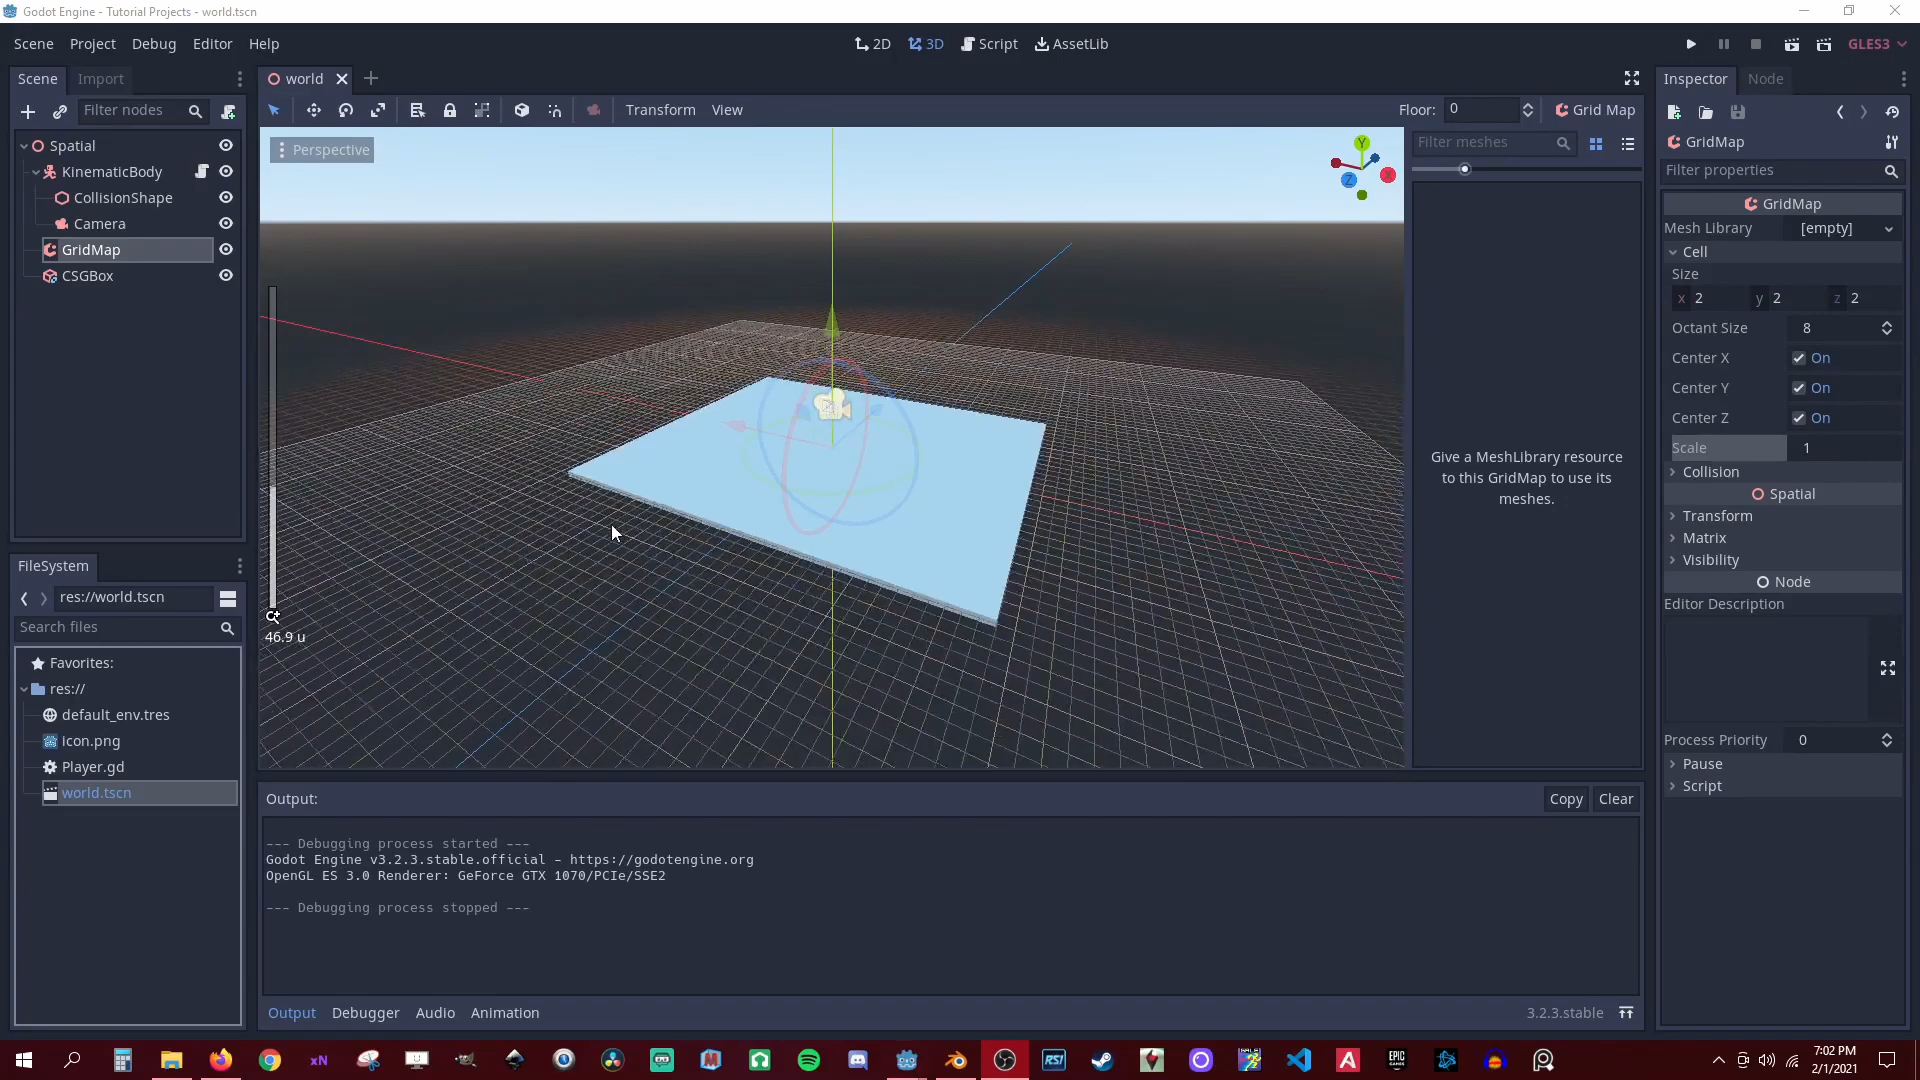 Godot Engine - Tutorial Projects - world.tscn
Scene Project Debug Editor Help
2D 3D Script AssetLib
GLES3
Scene Import
world
Inspector Node
Filter nodes
Transform View
Floor: 0
Grid Map
Perspective
Filter meshes
Y
X
Z
GridMap
Filter properties
Spatial
KinematicBody
CollisionShape
Camera
GridMap
CSGBox
GridMap
Mesh Library [empty]
Cell
Size
x 2 y 2 z 2
Octant Size 8
Center X On
Center Y On
Center Z On
Scale 1
Collision
Spatial
Transform
Matrix
Visibility
Node
Editor Description
Process Priority 0
Pause
Script
Give a MeshLibrary resource
to this GridMap to use its
meshes.
46.9 u
FileSystem
res://world.tscn
Search files
Favorites:
res://
default_env.tres
icon.png
Player.gd
world.tscn
Output:
Copy Clear
--- Debugging process started ---
Godot Engine v3.2.3.stable.official - https://godotengine.org
OpenGL ES 3.0 Renderer: GeForce GTX 1070/PCIe/SSE2
--- Debugging process stopped ---
Output Debugger Audio Animation
3.2.3.stable
xN
RSI
EPIC
GAMES
7:02 PM
2/1/2021